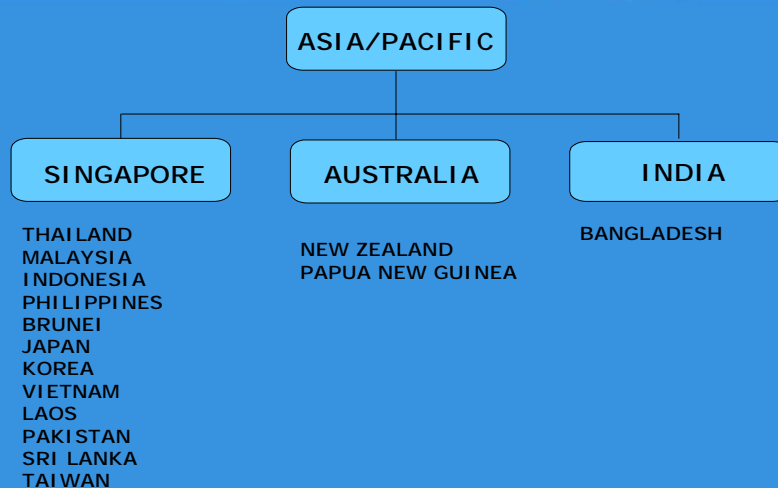 ASIA/PACIFIC
SINGAPORE
AUSTRALIA
INDIA
THAILAND
MALAYSIA
INDONESIA
PHILIPPINES
BRUNEI
JAPAN
KOREA
VIETNAM
LAOS
PAKISTAN
SRI LANKA
TAIWAN
NEW ZEALAND
PAPUA NEW GUINEA
BANGLADESH